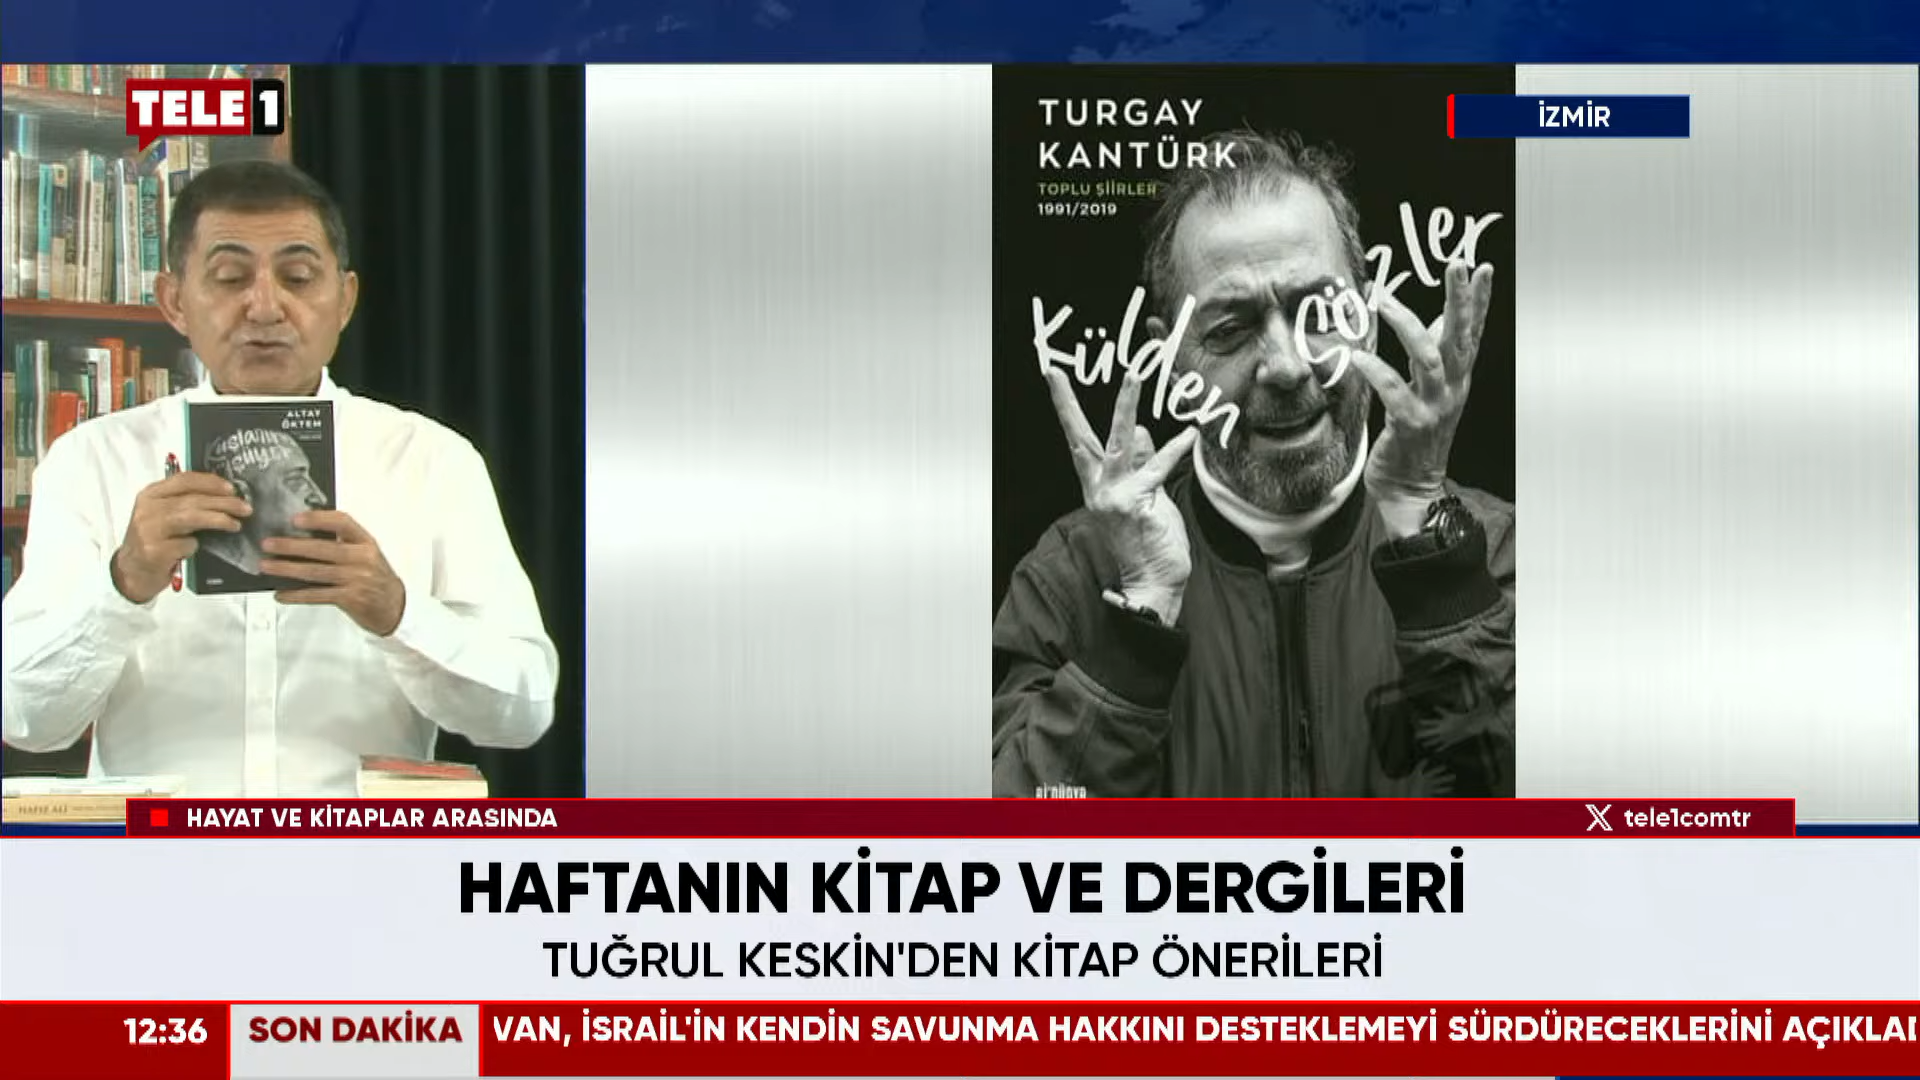 TELE1
İZMİR
TURGAY
KANTÜRK
TOPLU ŞİİRLER
1991/2019
Külden
Sözler
ALTAY
ÖKTEM
HAYAT VE KİTAPLAR ARASINDA
tele1comtr
HAFTANIN KİTAP VE DERGİLERİ
TUĞRUL KESKİN'DEN KİTAP ÖNERİLERİ
12:36
SON DAKİKA
VAN, İSRAİL'İN KENDİN SAVUNMA HAKKINI DESTEKLEMEYİ SÜRDÜRECEKLERİNİ AÇIKLA